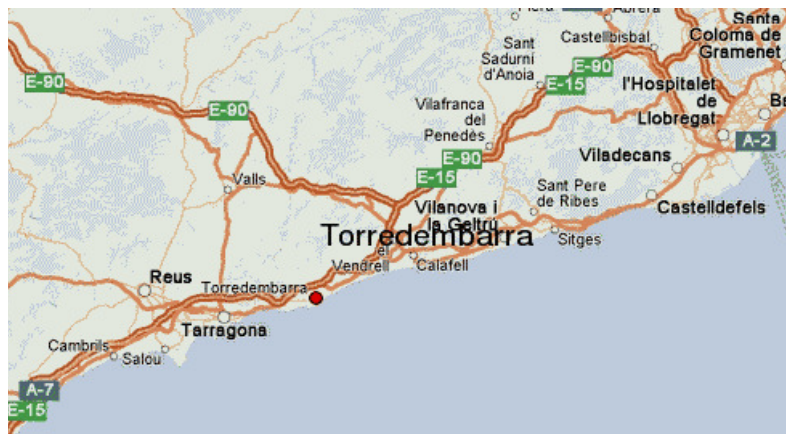 Abrera
Santa
Coloma de
Gramenet
Castellbisbal
Sant
Sadurní
d'Anoia
E-90
E-90
E-15
l'Hospitalet
de
Llobregat
E-90
Vilafranca
del
Penedès
A-2
E-90
Viladecans
E-15
Valls
Sant Pere
de Ribes
Vilanova i
la Geltrú
Castelldefels
Torredembarra
Sitges
el
Vendrell
Calafell
Reus
Torredembarra
Tarragona
Cambrils
Salou
A-7
E-15